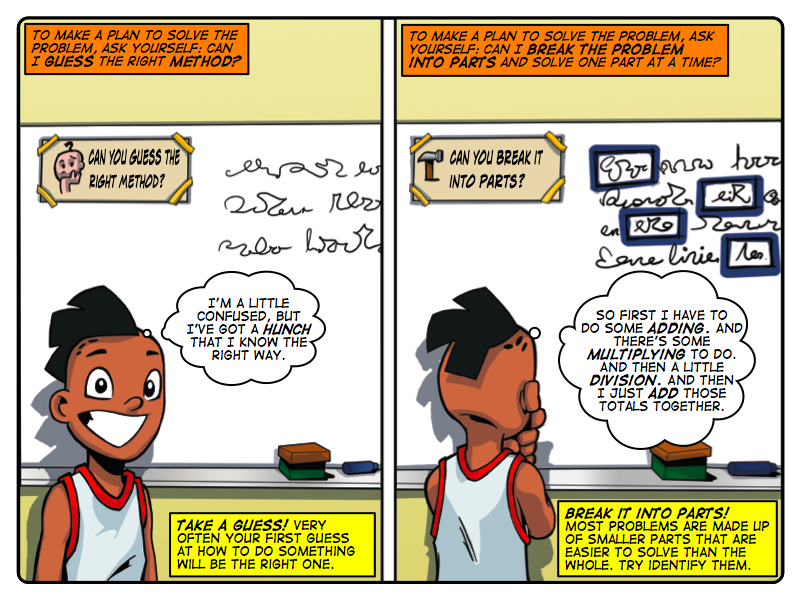 TO MAKE A PLAN TO SOLVE THE
PROBLEM, ASK YOURSELF: CAN
I GUESS THE RIGHT METHOD?
CAN YOU GUESS THE
RIGHT METHOD?
I'M A LITTLE
CONFUSED, BUT
I'VE GOT A HUNCH
THAT I KNOW THE
RIGHT WAY.
TAKE A GUESS! VERY
OFTEN YOUR FIRST GUESS
AT HOW TO DO SOMETHING
WILL BE THE RIGHT ONE.
TO MAKE A PLAN TO SOLVE THE PROBLEM, ASK
YOURSELF: CAN I BREAK THE PROBLEM
INTO PARTS AND SOLVE ONE PART AT A TIME?
CAN YOU BREAK IT
INTO PARTS?
SO FIRST I HAVE TO
DO SOME ADDING. AND
THERE'S SOME
MULTIPLYING TO DO.
AND THEN A LITTLE
DIVISION. AND THEN
I JUST ADD THOSE
TOTALS TOGETHER.
BREAK IT INTO PARTS!
MOST PROBLEMS ARE MADE UP
OF SMALLER PARTS THAT ARE
EASIER TO SOLVE THAN THE
WHOLE. TRY IDENTIFY THEM.